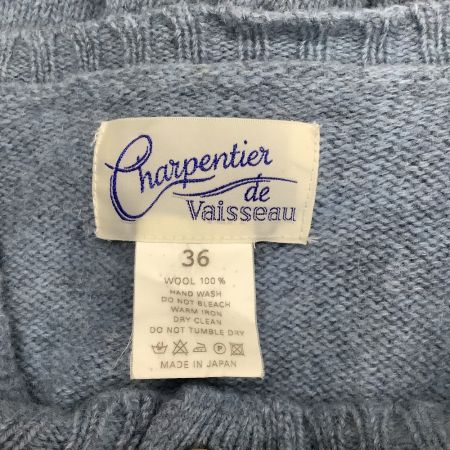 Charpentier
de
Vaisseau
36
WOOL 100%
HAND WASH
DO NOT BLEACH
WARM IRON
DRY CLEAN
DO NOT TUMBLE DRY
MADE IN JAPAN